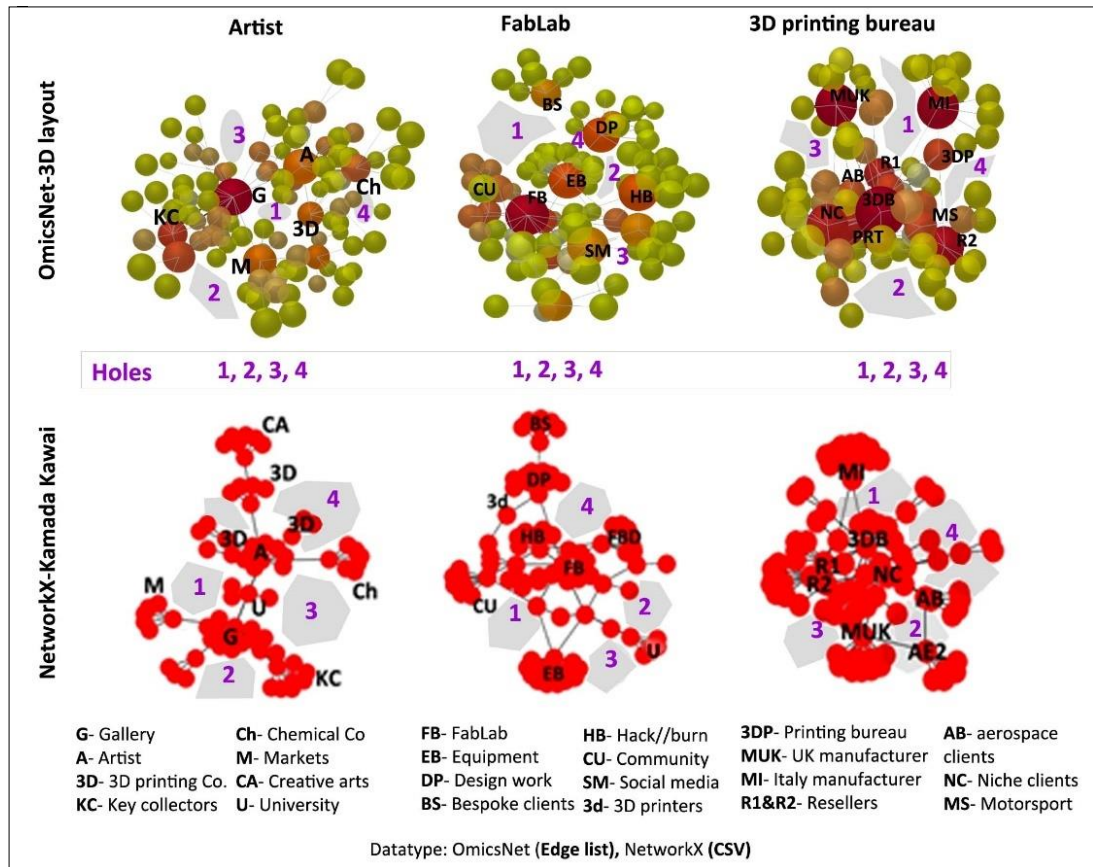 Artist FabLab 3D printing bureau
OmicsNet-3D layout
3 A G Ch KC 1 4 3D M 2
BS 1 DP 4 2 CU EB FB HB SM 3
MUK MI 1 3 R1 3DP AB 4 NC 3DB MS PRT R2 2
Holes 1, 2, 3, 4 1, 2, 3, 4 1, 2, 3, 4
NetworkX-Kamada Kawai
CA 3D 4 3D 3D A M 1 Ch U 3 G 2 KC
BS DP 3d 4 HB FBD FB CU 1 2 U 3 EB
MI 1 3DB 4 R1 NC R2 AB 3 MUK 2 AE2
G- Gallery Ch- Chemical Co FB- FabLab HB- Hack//burn 3DP- Printing bureau AB- aerospace
A- Artist M- Markets EB- Equipment CU- Community MUK- UK manufacturer clients
3D- 3D printing Co. CA- Creative arts DP- Design work SM- Social media MI- Italy manufacturer NC- Niche clients
KC- Key collectors U- University BS- Bespoke clients 3d- 3D printers R1&R2- Resellers MS- Motorsport
Datatype: OmicsNet (Edge list), NetworkX (CSV)